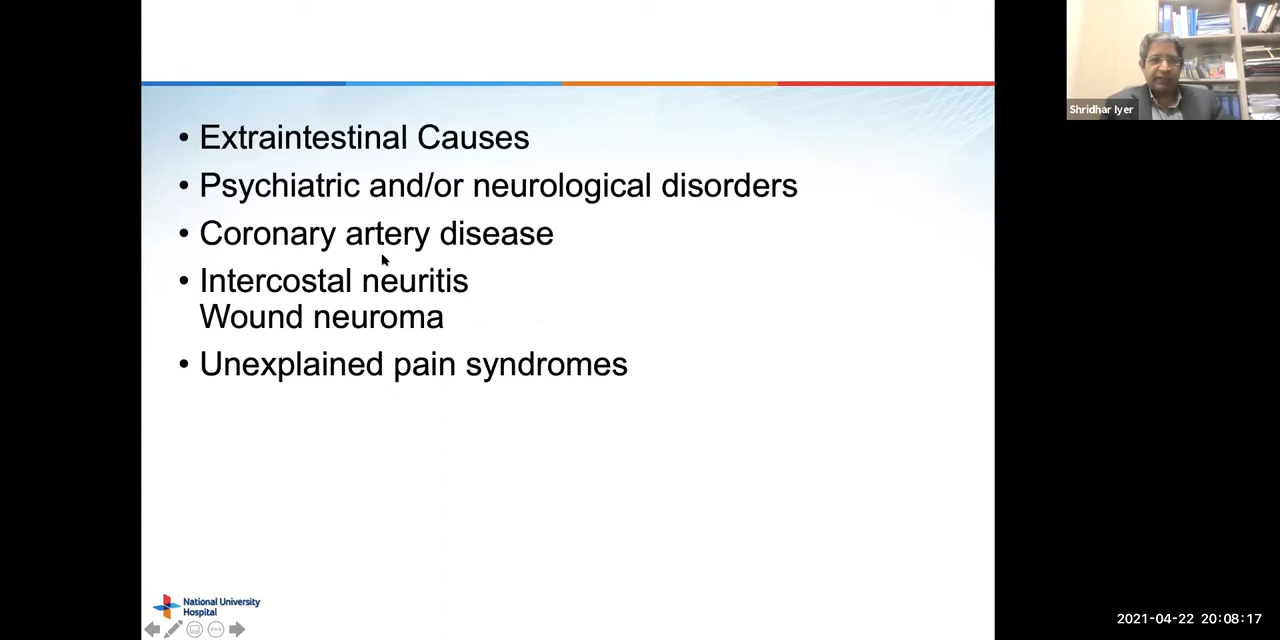 Shridhar Iyer
• Extraintestinal Causes
• Psychiatric and/or neurological disorders
• Coronary artery disease
• Intercostal neuritis
Wound neuroma
• Unexplained pain syndromes
National University
Hospital
2021-04-22 20:08:17